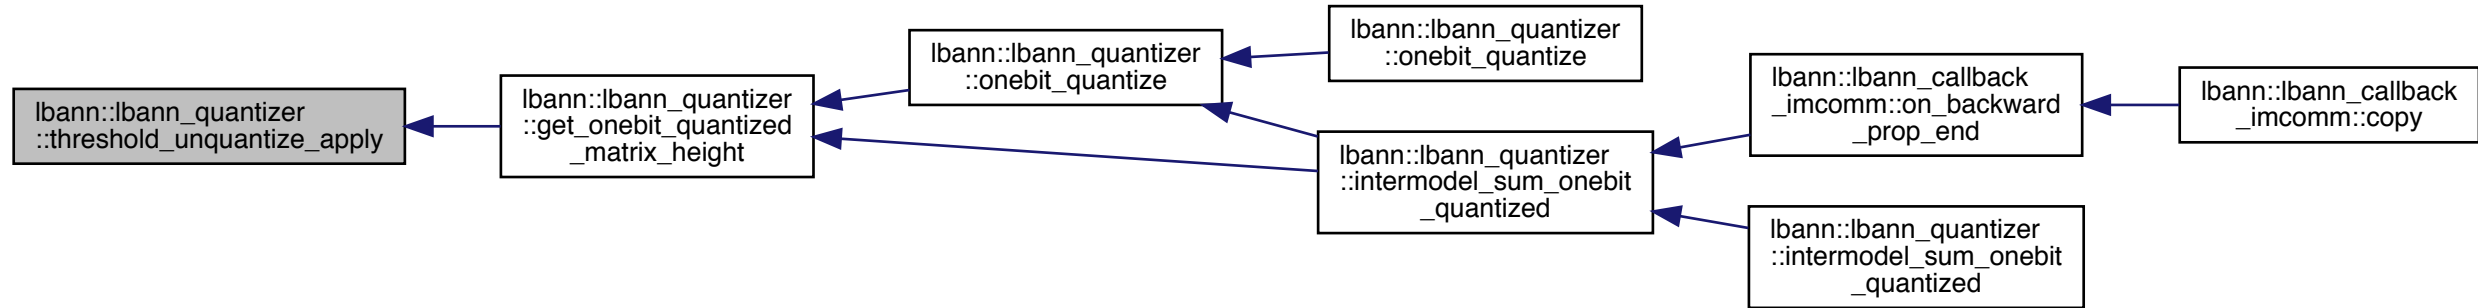 lbann::lbann_quantizer
::threshold_unquantize_apply
lbann::lbann_quantizer
::get_onebit_quantized
_matrix_height
lbann::lbann_quantizer
::onebit_quantize
lbann::lbann_quantizer
::onebit_quantize
lbann::lbann_quantizer
::intermodel_sum_onebit
_quantized
lbann::lbann_callback
_imcomm::on_backward
_prop_end
lbann::lbann_quantizer
::intermodel_sum_onebit
_quantized
lbann::lbann_callback
_imcomm::copy